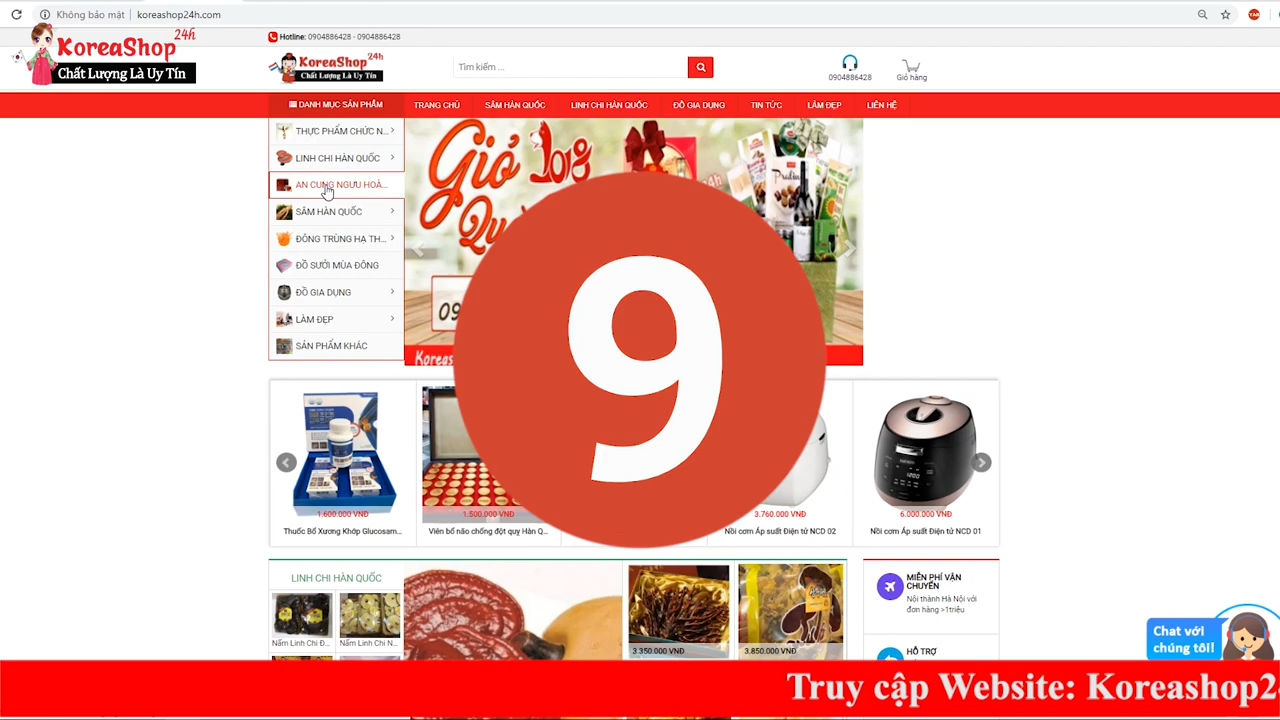 Không bảo mật | koreashop24h.com
KoreaShop 24h
Chất Lượng Là Uy Tín
Hotline: 0904886428 - 0904886428
KoreaShop 24h
Chất Lượng Là Uy Tín
Tìm kiếm ...
0904886428
Giỏ hàng
DANH MỤC SẢN PHẨM
TRANG CHỦ
SÂM HÀN QUỐC
LINH CHI HÀN QUỐC
ĐỒ GIA DỤNG
TIN TỨC
LÀM ĐẸP
LIÊN HỆ
THỰC PHẨM CHỨC N...
LINH CHI HÀN QUỐC
AN CUNG NGƯU HOÀ...
SÂM HÀN QUỐC
ĐÔNG TRÙNG HẠ TH...
ĐỒ SƯỞI MÙA ĐÔNG
ĐỒ GIA DỤNG
LÀM ĐẸP
SẢN PHẨM KHÁC
Giỏ
2018
9
1.600.000 VNĐ
Thuốc Bổ Xương Khớp Glucosam...
1.500.000 VNĐ
Viên bổ não chống đột quỵ Hàn Q...
3.760.000 VNĐ
Nồi cơm Áp suất Điện tử NCD 02
6.000.000 VNĐ
Nồi cơm Áp suất Điện tử NCD 01
LINH CHI HÀN QUỐC
Nấm Linh Chi Đ...
Nấm Linh Chi N...
3.350.000 VNĐ
3.850.000 VNĐ
MIỄN PHÍ VẬN
CHUYỂN
Nội thành Hà Nội với
đơn hàng >1triệu
HỖ TRỢ
Chat với
chúng tôi!
Truy cập Website: Koreashop2